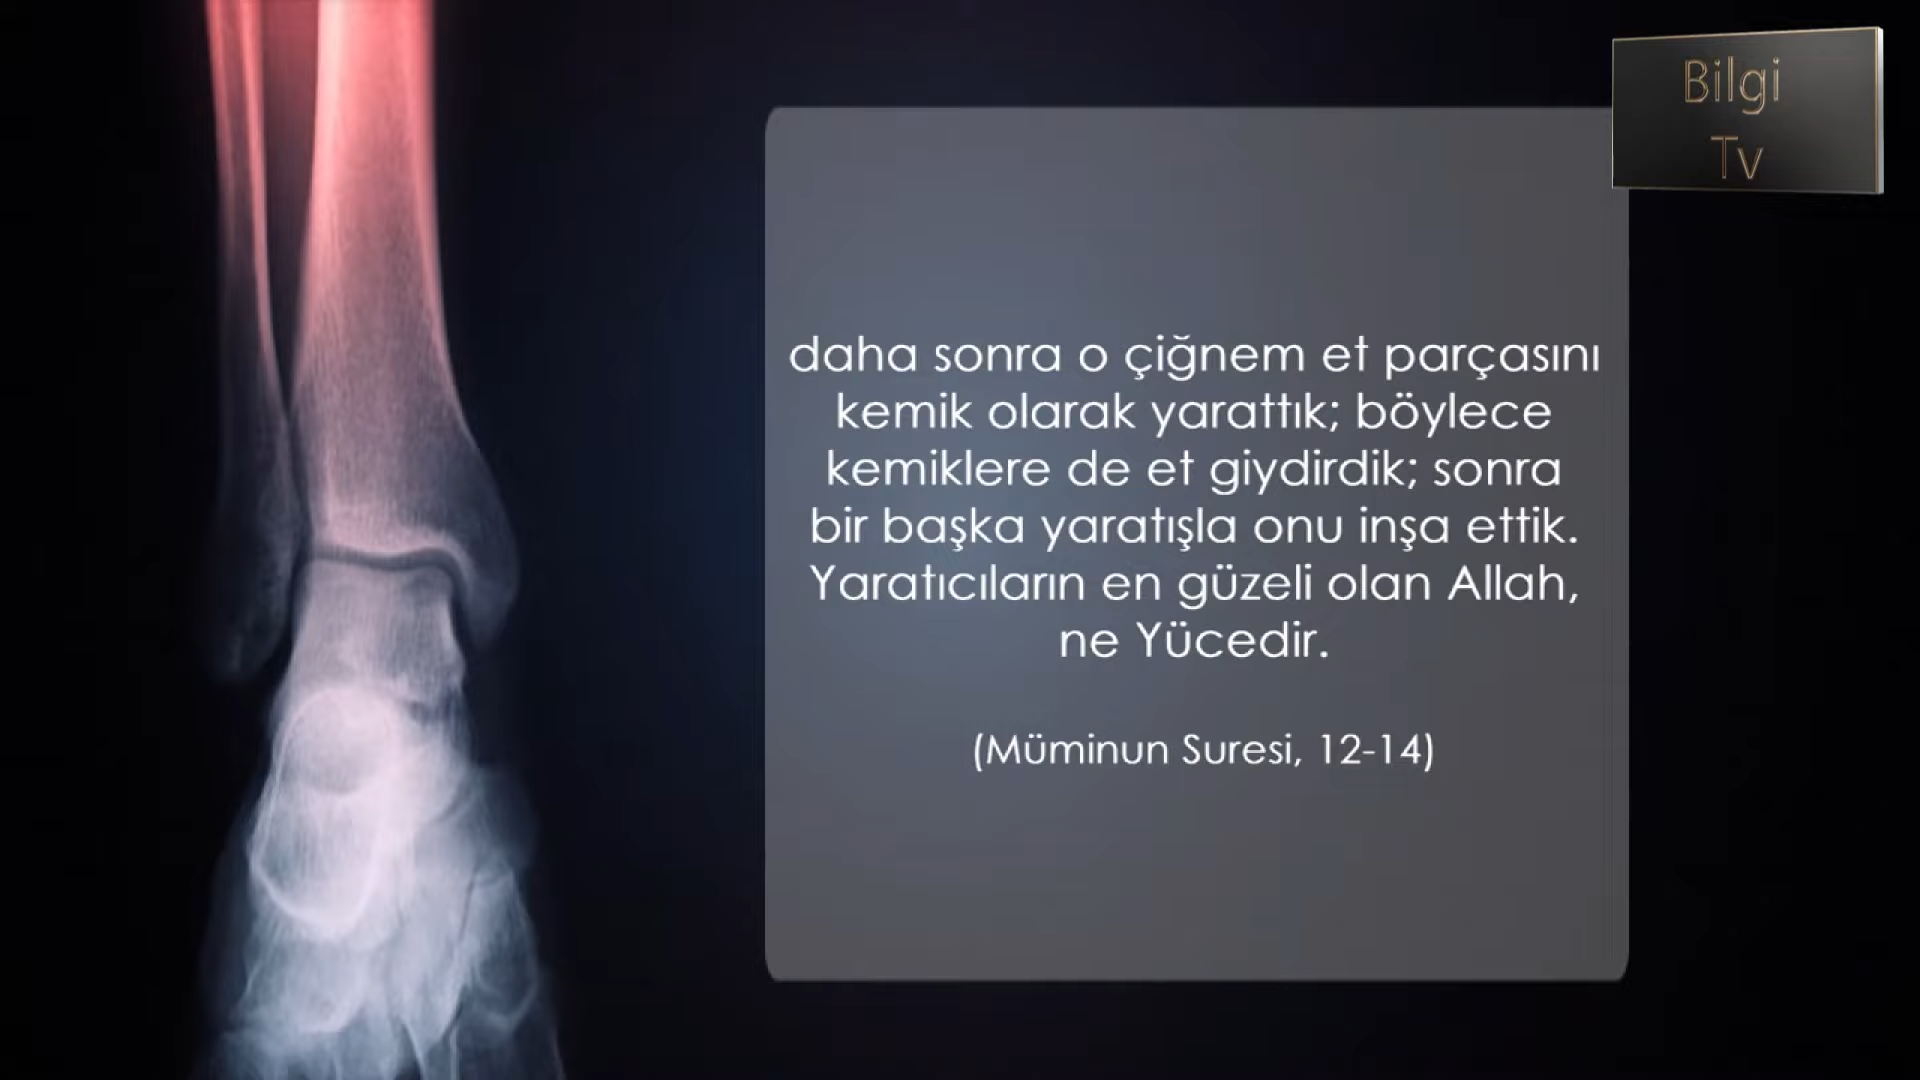 Bilgi
Tv
daha sonra o çiğnem et parçasını
kemik olarak yarattık; böylece
kemiklere de et giydirdik; sonra
bir başka yaratışla onu inşa ettik.
Yaratıcıların en güzeli olan Allah,
ne Yücedir.
(Müminun Suresi, 12-14)